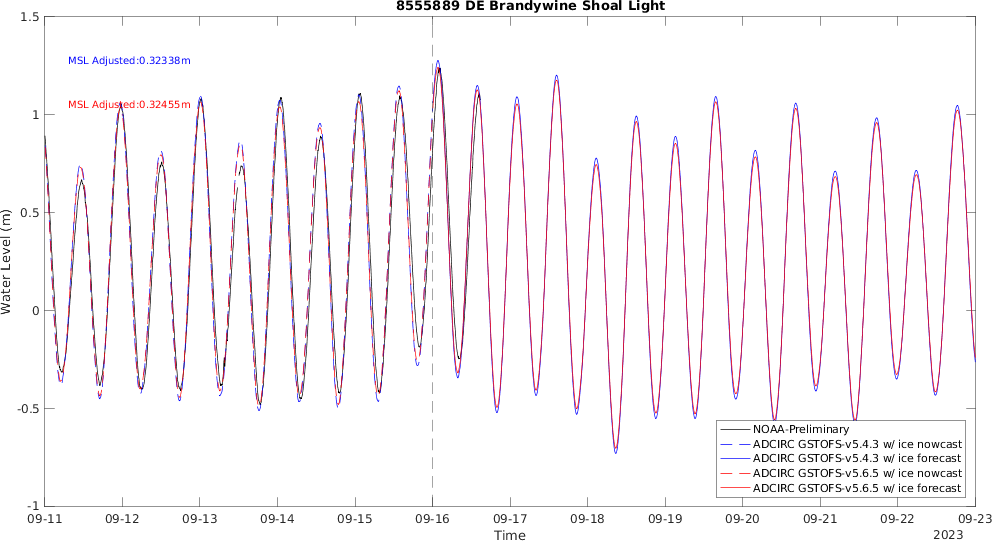 8555889 DE Brandywine Shoal Light
1.5
MSL Adjusted:0.32338m
MSL Adjusted:0.32455m
1
0.5
0
-0.5
-1
Water Level (m)
NOAA-Preliminary
ADCIRC GSTOFS-v5.4.3 w/ ice nowcast
ADCIRC GSTOFS-v5.4.3 w/ ice forecast
ADCIRC GSTOFS-v5.6.5 w/ ice nowcast
ADCIRC GSTOFS-v5.6.5 w/ ice forecast
09-11 09-12 09-13 09-14 09-15 09-16 09-17 09-18 09-19 09-20 09-21 09-22 09-23
Time
2023